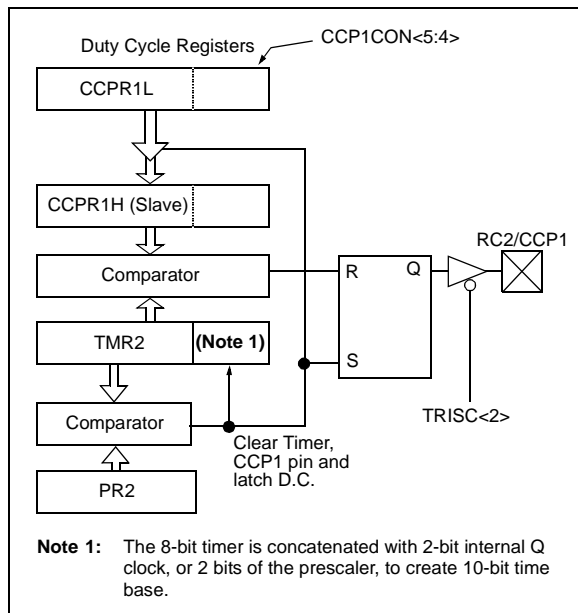 Duty Cycle Registers
CCP1CON<5:4>
CCPR1L
CCPR1H (Slave)
Comparator
TMR2
(Note 1)
Comparator
PR2
Clear Timer,
CCP1 pin and
latch D.C.
R
Q
S
RC2/CCP1
TRISC<2>
Note 1: The 8-bit timer is concatenated with 2-bit internal Q
clock, or 2 bits of the prescaler, to create 10-bit time
base.